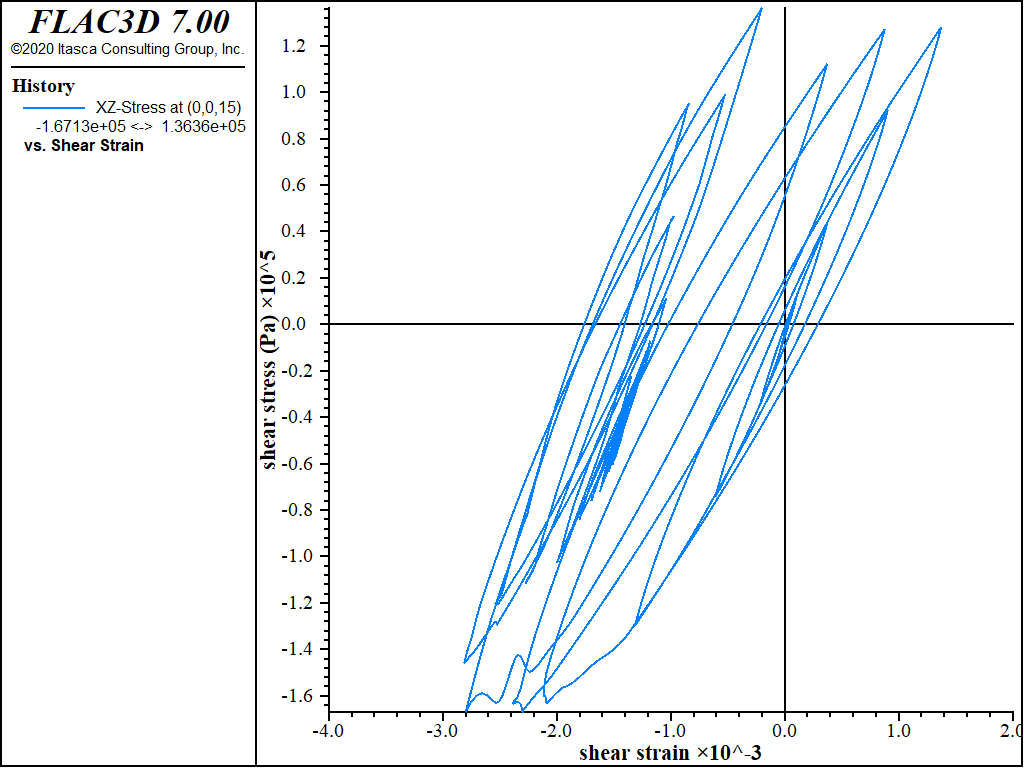 FLAC3D 7.00
©2020 Itasca Consulting Group, Inc.
History
XZ-Stress at (0,0,15)
-1.6713e+05 <-> 1.3636e+05
vs. Shear Strain
shear stress (Pa) ×10^5
1.2
1.0
0.8
0.6
0.4
0.2
0.0
-0.2
-0.4
-0.6
-0.8
-1.0
-1.2
-1.4
-1.6
-4.0 -3.0 -2.0 -1.0 0.0 1.0 2.0
shear strain ×10^-3